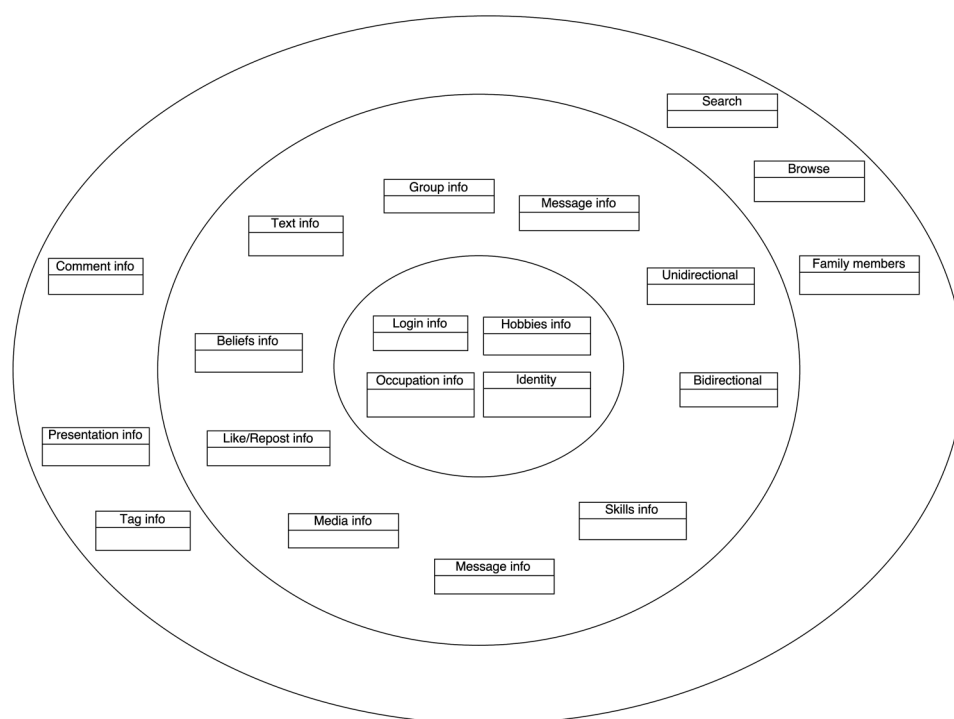 Search
Browse
Group info
Message info
Text info
Comment info
Unidirectional
Family members
Login info
Hobbies info
Beliefs info
Occupation info
Identity
Bidirectional
Presentation info
Like/Repost info
Tag info
Media info
Skills info
Message info